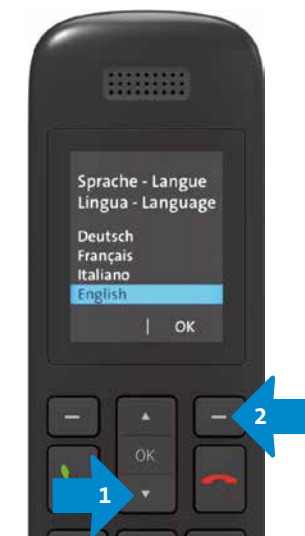 Sprache - Langue
Lingua - Language
Deutsch
Français
Italiano
English
| OK
OK
2
1